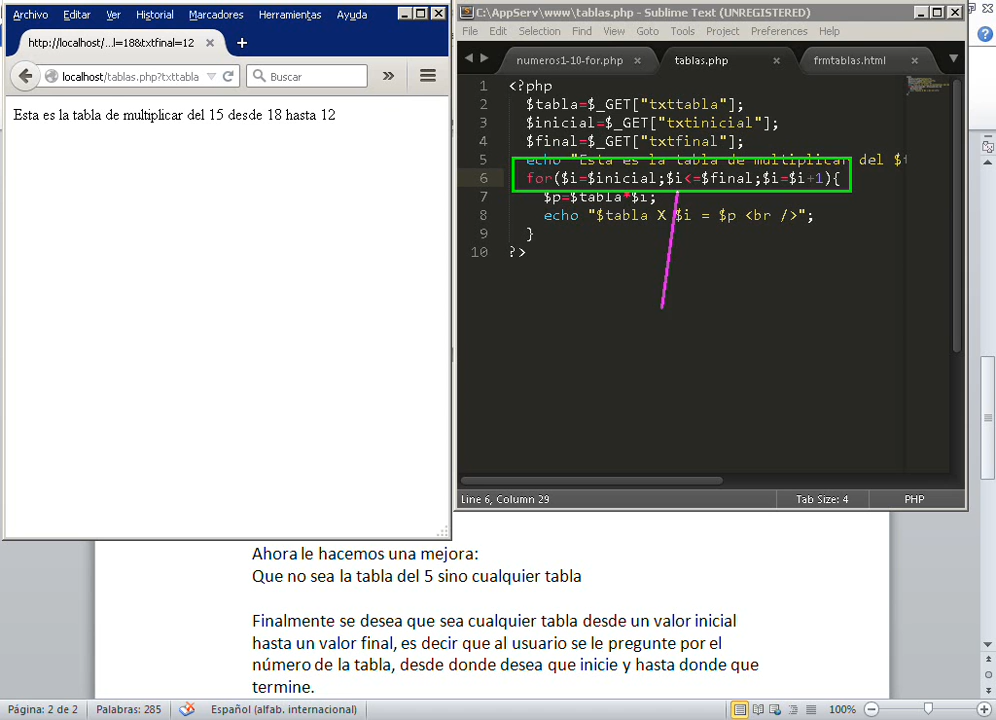 Archivo Editar Ver Historial Marcadores Herramientas Ayuda
http://localhost/...l=18&txtfinal=12
localhost/tablas.php?txttabla
Buscar
Esta es la tabla de multiplicar del 15 desde 18 hasta 12
C:\AppServ\www\tablas.php - Sublime Text (UNREGISTERED)
File Edit Selection Find View Goto Tools Project Preferences Help
numeros1-10-for.php tablas.php frmtablas.html
1 <?php
2 $tabla=$_GET["txttabla"];
3 $inicial=$_GET["txtinicial"];
4 $final=$_GET["txtfinal"];
5 echo "Esta es la tabla de multiplicar del
6 for($i=$inicial;$i<=$final;$i=$i+1){
7 $p=$tabla*$i;
8 echo "$tabla X $i = $p <br />";
9 }
10 ?>
Line 6, Column 29 Tab Size: 4 PHP
Ahora le hacemos una mejora:
Que no sea la tabla del 5 sino cualquier tabla
Finalmente se desea que sea cualquier tabla desde un valor inicial
hasta un valor final, es decir que al usuario se le pregunte por el
número de la tabla, desde donde desea que inicie y hasta donde que
termine.
Página: 2 de 2 Palabras: 285 Español (alfab. internacional) 100%